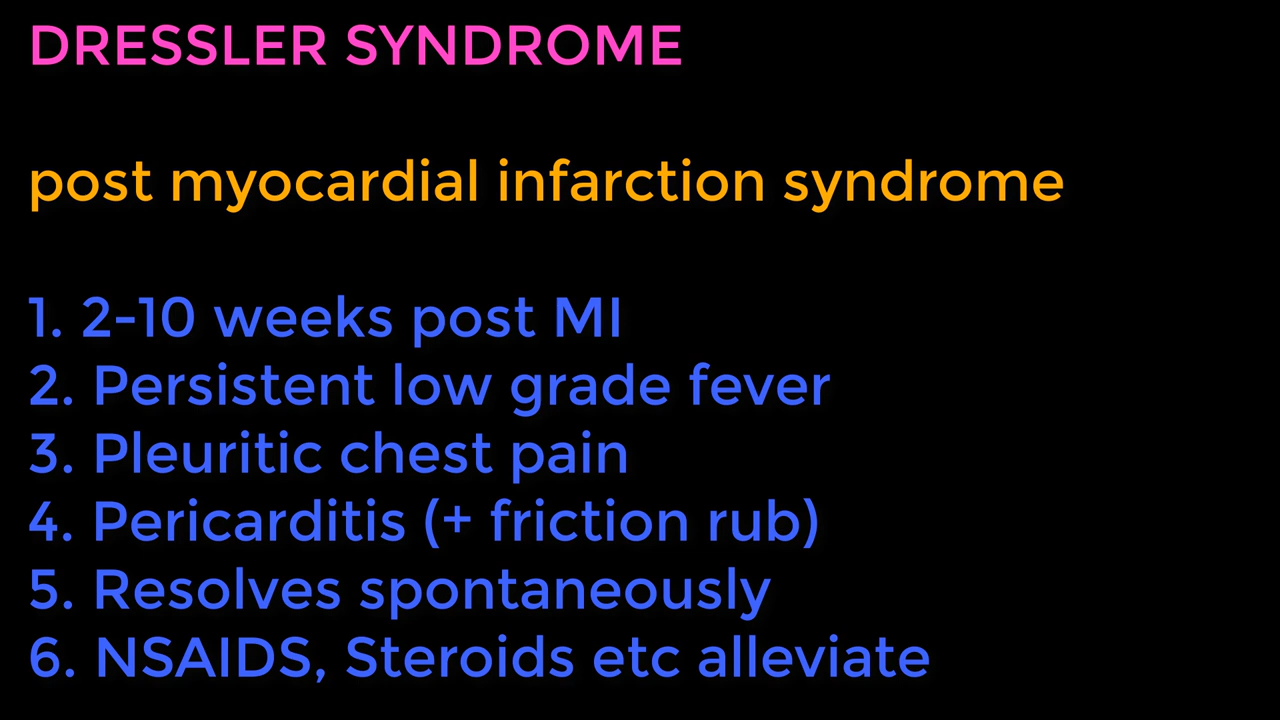 DRESSLER SYNDROME
post myocardial infarction syndrome
1. 2-10 weeks post MI
2. Persistent low grade fever
3. Pleuritic chest pain
4. Pericarditis (+ friction rub)
5. Resolves spontaneously
6. NSAIDS, Steroids etc alleviate